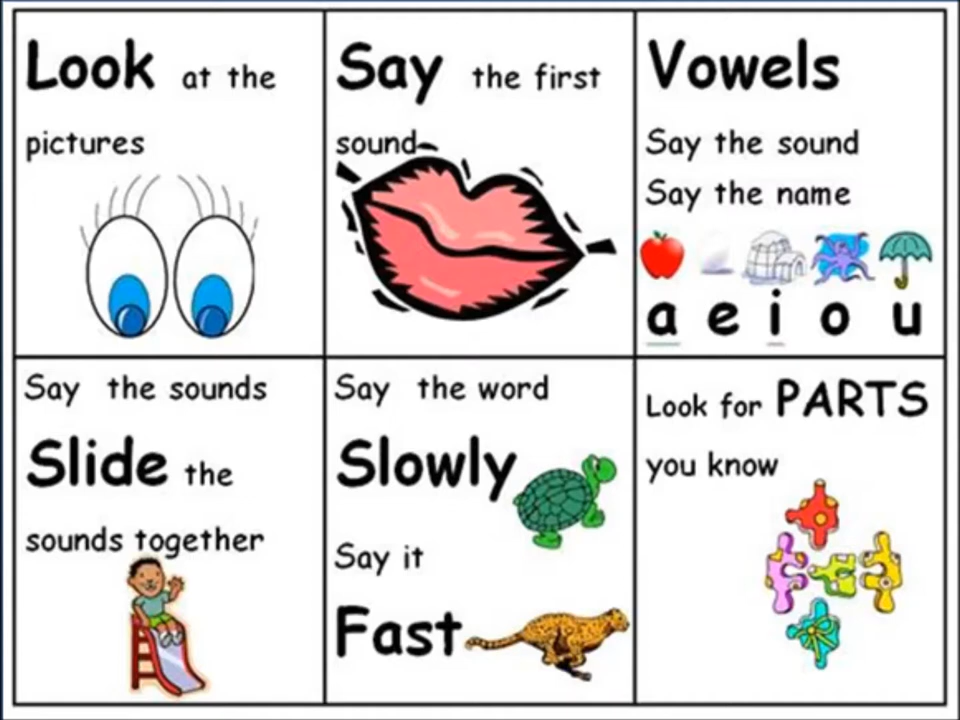 Look at the
pictures
Say the first
sound
Vowels
Say the sound
Say the name
a e i o u
Say the sounds
Slide the
sounds together
Say the word
Slowly
Say it
Fast
Look for PARTS
you know